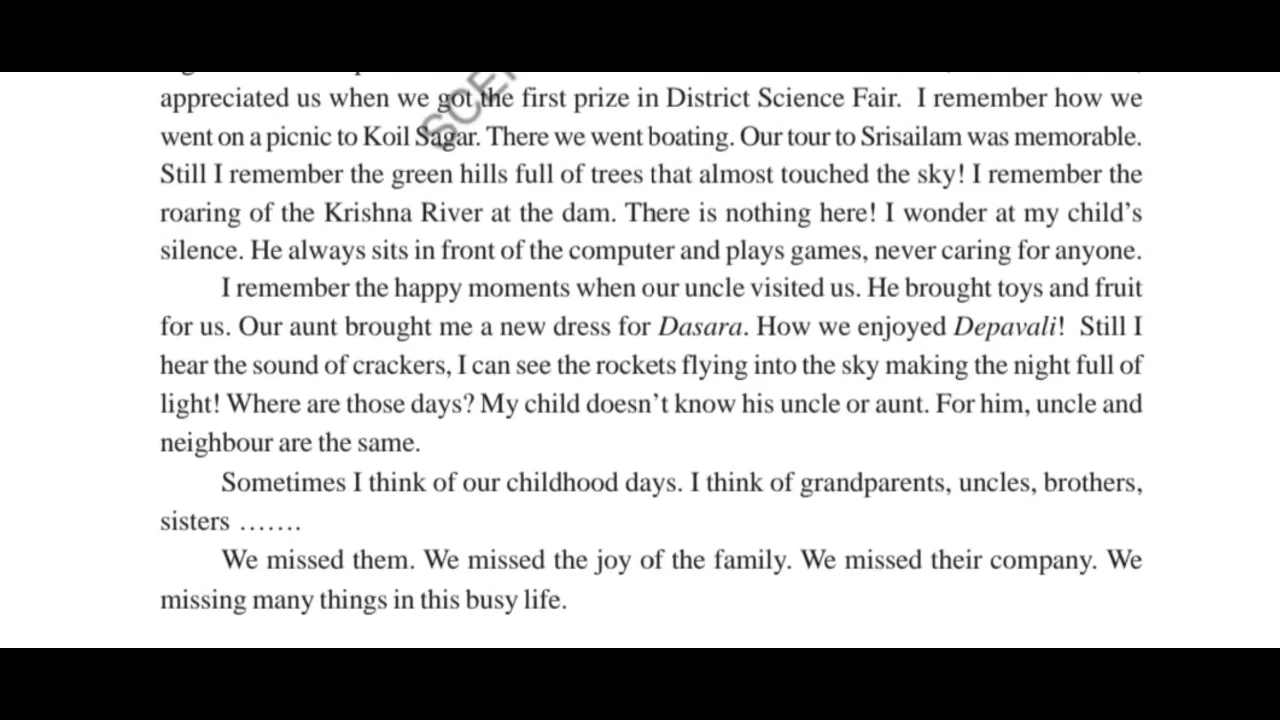 appreciated us when we got the first prize in District Science Fair. I remember how we
went on a picnic to Koil Sagar. There we went boating. Our tour to Srisailam was memorable.
Still I remember the green hills full of trees that almost touched the sky! I remember the
roaring of the Krishna River at the dam. There is nothing here! I wonder at my child’s
silence. He always sits in front of the computer and plays games, never caring for anyone.
I remember the happy moments when our uncle visited us. He brought toys and fruit
for us. Our aunt brought me a new dress for Dasara. How we enjoyed Depavali! Still I
hear the sound of crackers, I can see the rockets flying into the sky making the night full of
light! Where are those days? My child doesn’t know his uncle or aunt. For him, uncle and
neighbour are the same.
Sometimes I think of our childhood days. I think of grandparents, uncles, brothers,
sisters .......
We missed them. We missed the joy of the family. We missed their company. We
missing many things in this busy life.